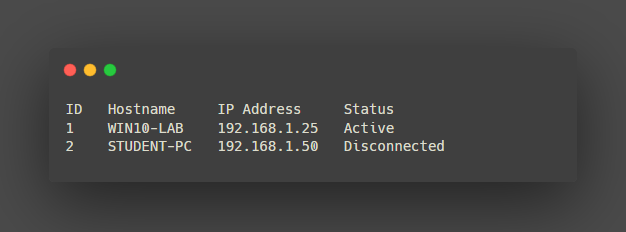 ID   Hostname     IP Address     Status
1    WIN10-LAB    192.168.1.25   Active
2    STUDENT-PC   192.168.1.50   Disconnected